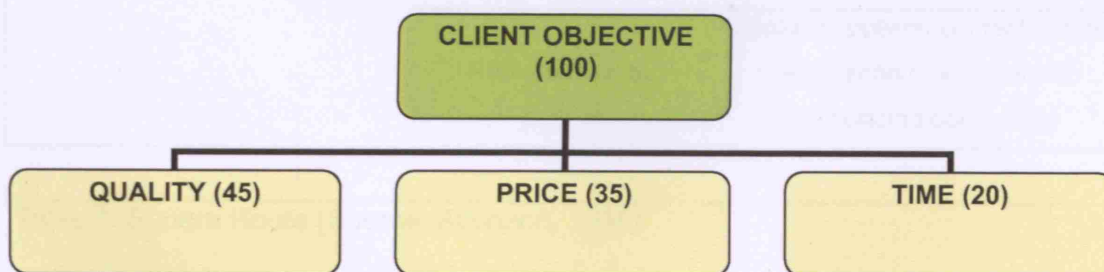 CLIENT OBJECTIVE
(100)
QUALITY (45)
PRICE (35)
TIME (20)